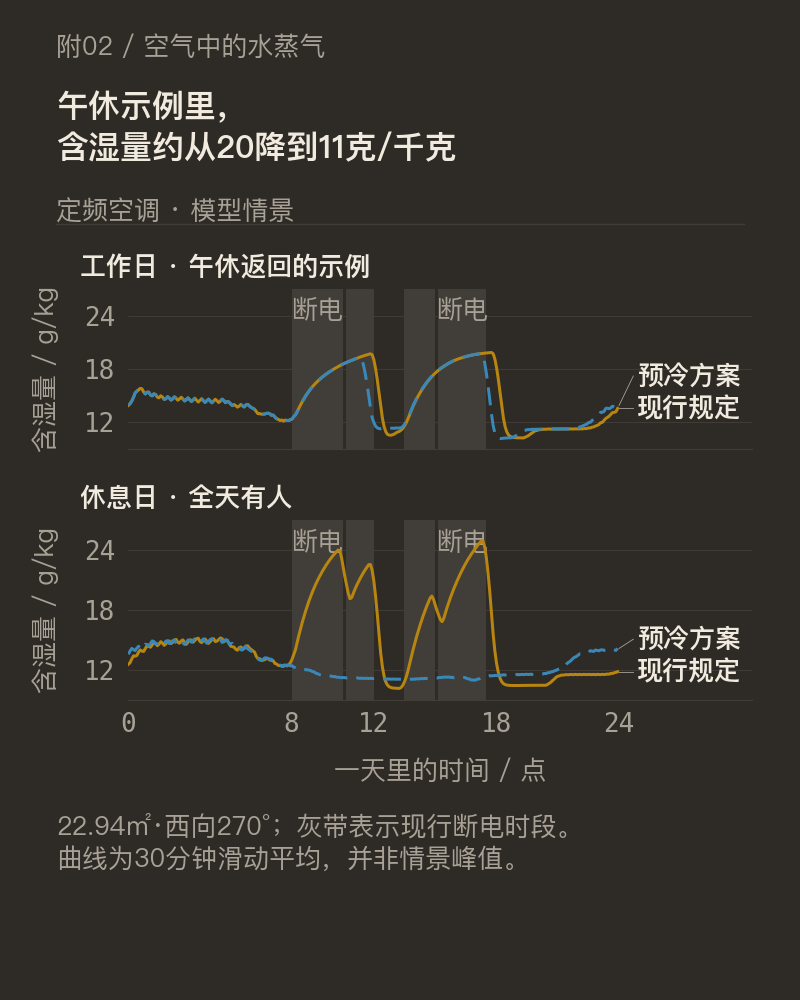 附02 / 空气中的水蒸气
午休示例里，
含湿量约从20降到11克/千克
定频空调 · 模型情景
工作日 · 午休返回的示例
含湿量 / g/kg
24
18
12
断电
断电
预冷方案
现行规定
休息日 · 全天有人
含湿量 / g/kg
24
18
12
断电
断电
预冷方案
现行规定
0 8 12 18 24
一天里的时间 / 点
22.94㎡·西向270°；灰带表示现行断电时段。
曲线为30分钟滑动平均，并非情景峰值。